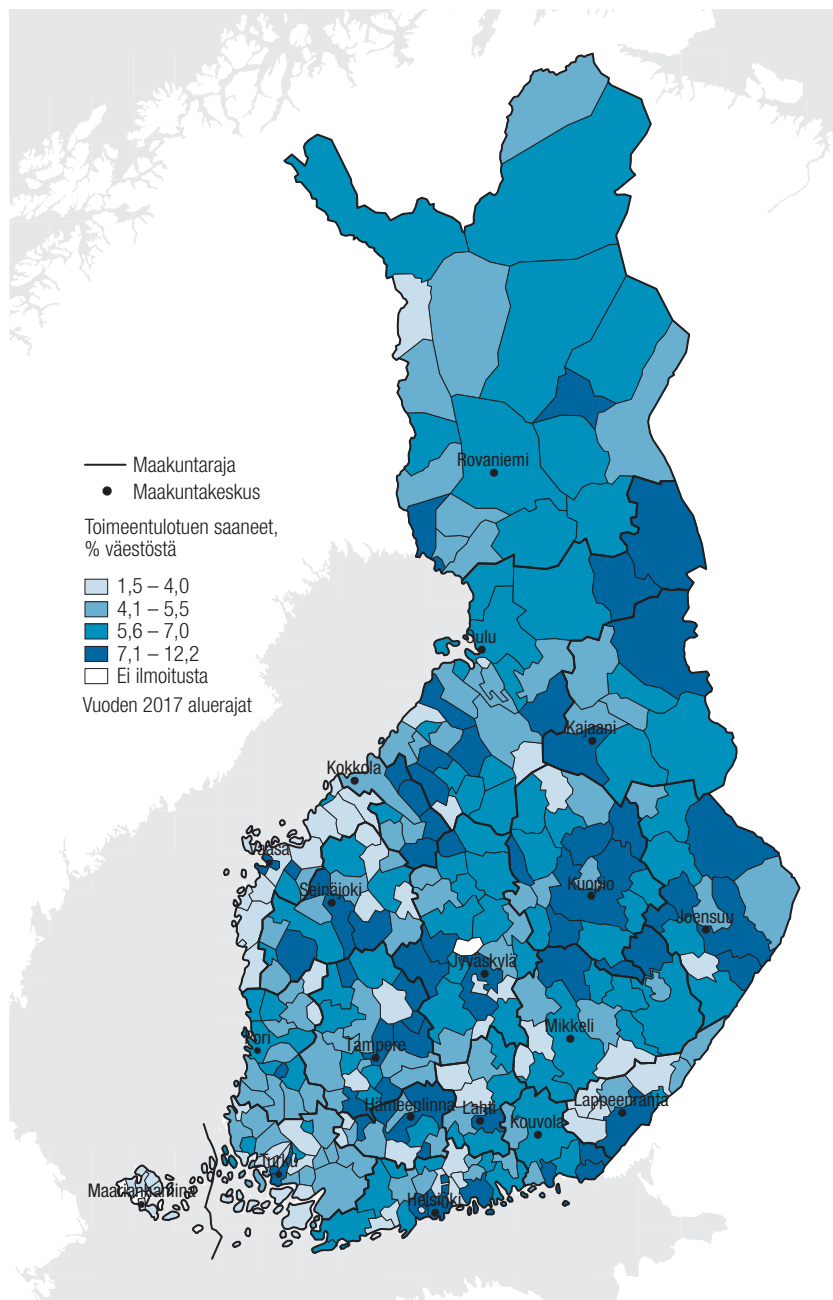 Rovaniemi
Maakuntaraja
Maakuntakeskus
Toimeentulotuen saaneet,
% väestöstä
1,5 – 4,0
4,1 – 5,5
5,6 – 7,0
7,1 – 12,2
Ei ilmoitusta
Vuoden 2017 aluerajat
Oulu
Kajaani
Kokkola
Vaasa
Seinäjoki
Kuopio
Joensuu
Jyväskylä
Pori
Mikkeli
Tampere
Hämeenlinna
Lahti
Lappeenranta
Kouvola
Turku
Maarianhamina
Helsinki